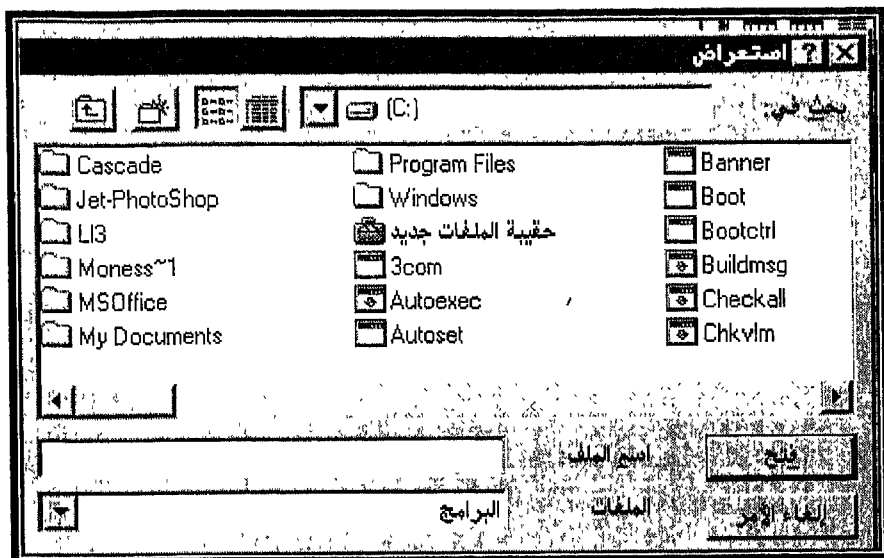 استعراض
بحث في:
(C:)
Cascade
Jet-PhotoShop
LI3
Moness~1
MSOffice
My Documents
Program Files
Windows
حقيبة الملفات جديد
3com
Autoexec
Autoset
Banner
Boot
Bootctrl
Buildmsg
Checkall
Chkvlm
اسم الملف:
فتح
الملفات
البرامج
إلغاء الأمر